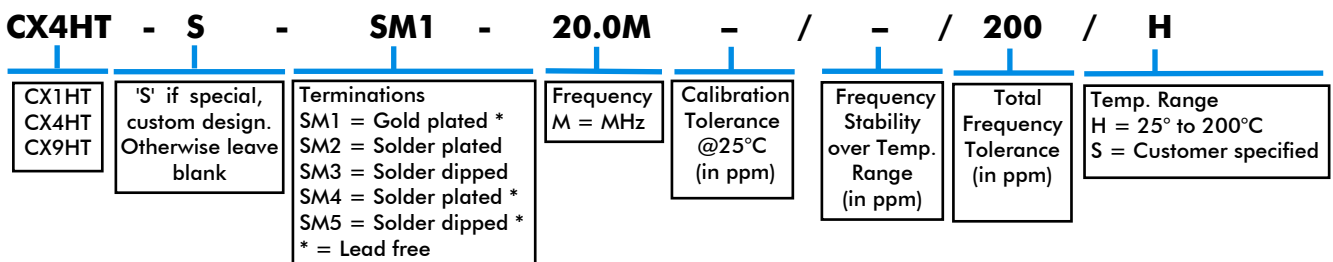 CX4HT - S - SM1 - 20.0M – / – / 200 / H
CX1HT
CX4HT
CX9HT
'S' if special,
custom design.
Otherwise leave
blank
Terminations
SM1 = Gold plated *
SM2 = Solder plated
SM3 = Solder dipped
SM4 = Solder plated *
SM5 = Solder dipped *
* = Lead free
Frequency
M = MHz
Calibration
Tolerance
@25°C
(in ppm)
Frequency
Stability
over Temp.
Range
(in ppm)
Total
Frequency
Tolerance
(in ppm)
Temp. Range
H = 25° to 200°C
S = Customer specified